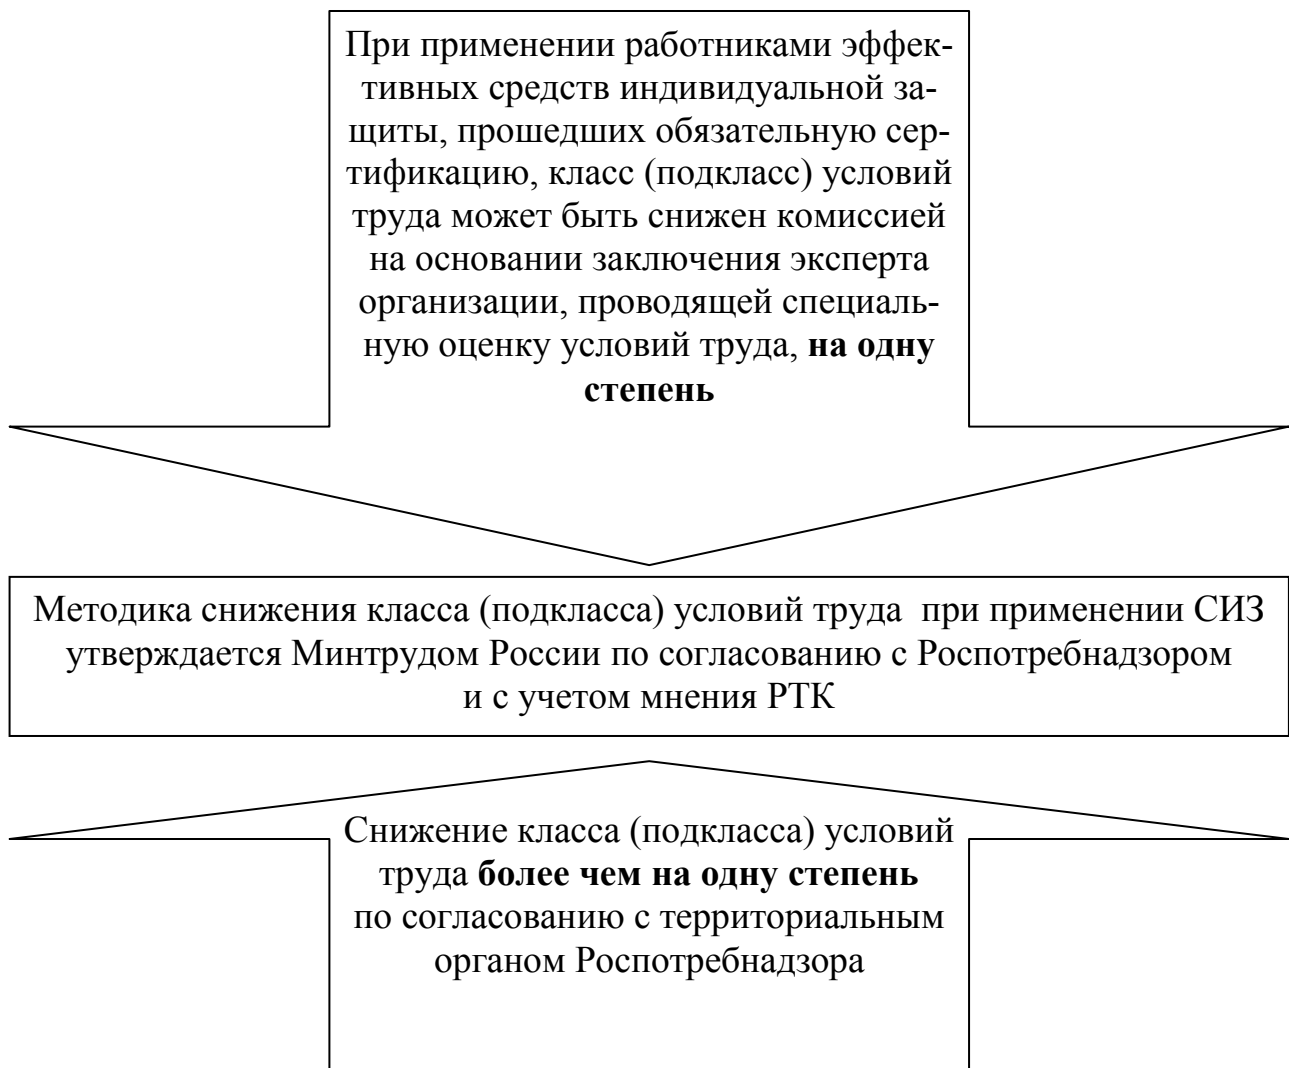 При применении работниками эффек-
тивных средств индивидуальной за-
щиты, прошедших обязательную сер-
тификацию, класс (подкласс) условий
труда может быть снижен комиссией
на основании заключения эксперта
организации, проводящей специаль-
ную оценку условий труда, на одну
степень
Методика снижения класса (подкласса) условий труда при применении СИЗ
утверждается Минтрудом России по согласованию с Роспотребнадзором
и с учетом мнения РТК
Снижение класса (подкласса) условий
труда более чем на одну степень
по согласованию с территориальным
органом Роспотребнадзора